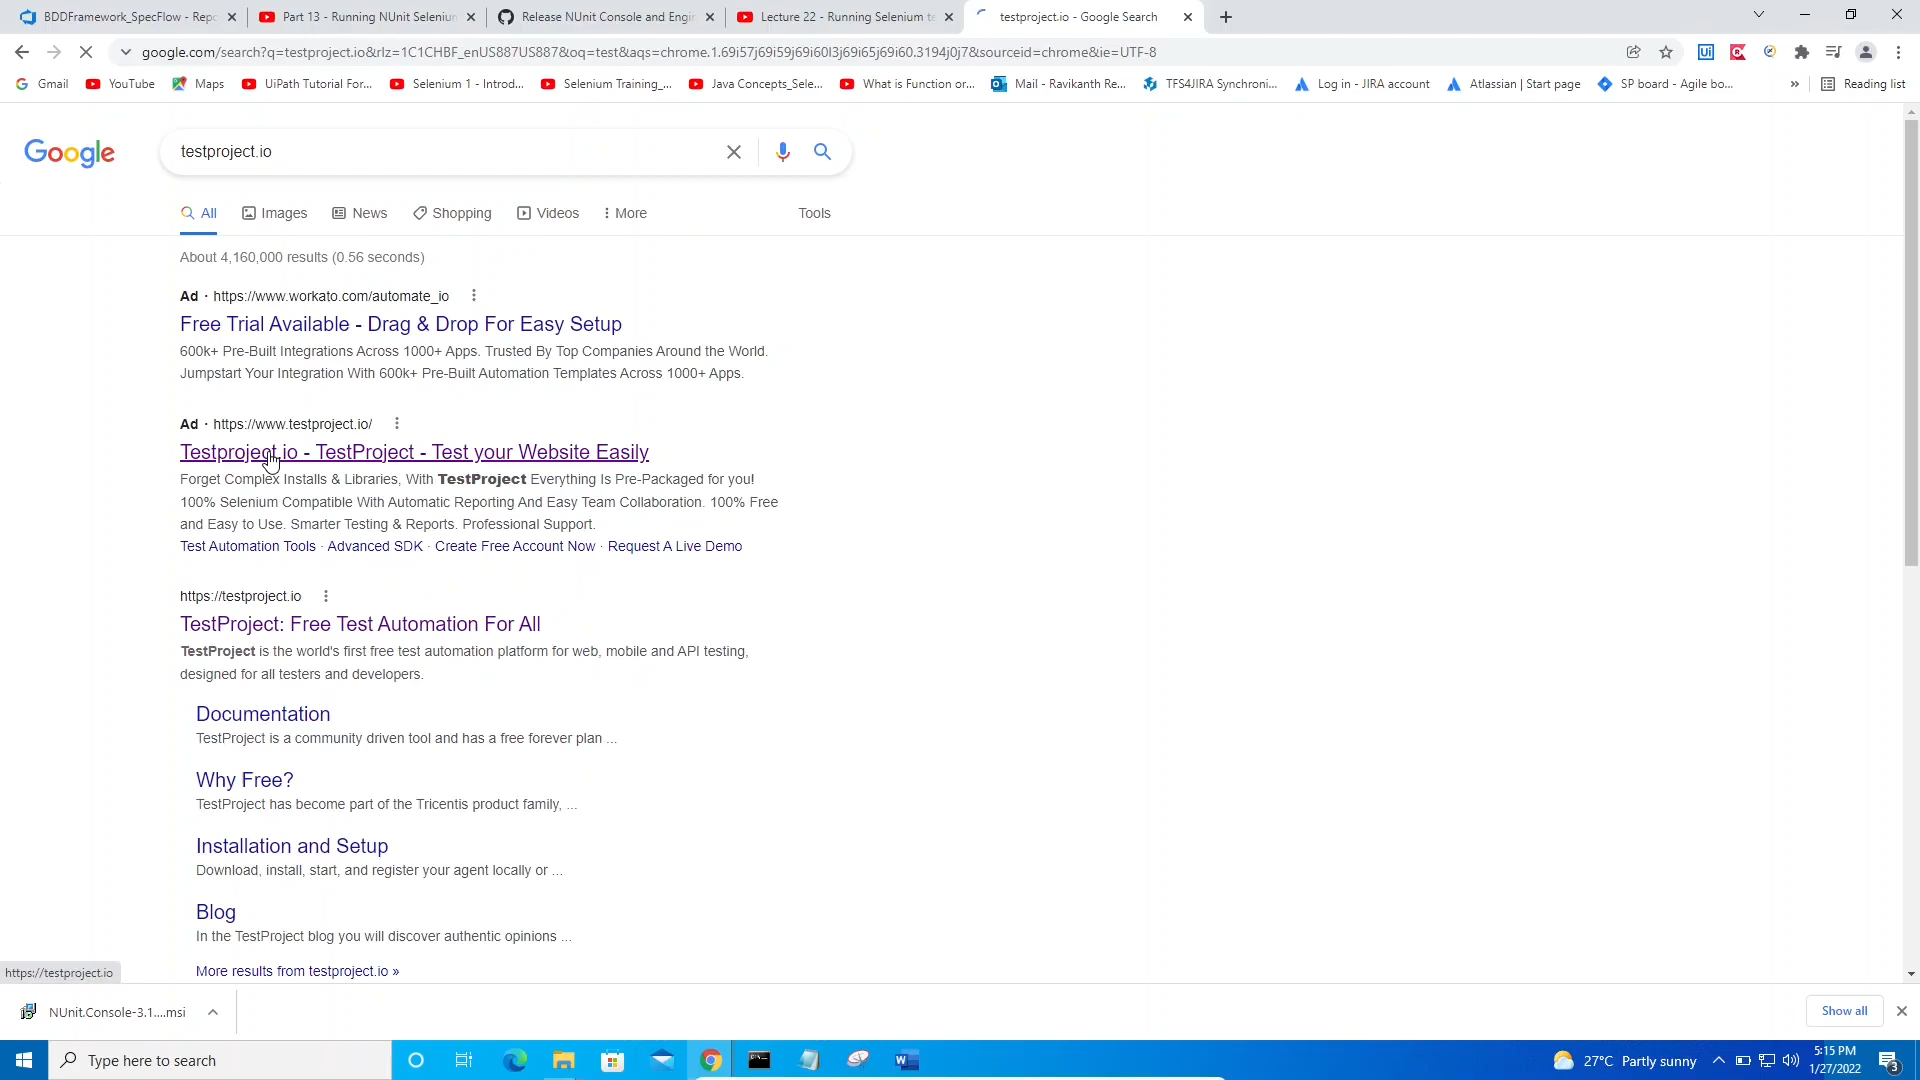 BDDFramework_SpecFlow - Repo
Part 13 - Running NUnit Selenium
Release NUnit Console and Engin
Lecture 22 - Running Selenium te
testproject.io - Google Search
google.com/search?q=testproject.io&rlz=1C1CHBF_enUS887US887&oq=test&aqs=chrome.1.69i57j69i59j69i60l3j69i65j69i60.3194j0j7&sourceid=chrome&ie=UTF-8
Gmail
YouTube
Maps
UiPath Tutorial For...
Selenium 1 - Introd...
Selenium Training_...
Java Concepts_Sele...
What is Function or...
Mail - Ravikanth Re...
TFS4JIRA Synchroni...
Log in - JIRA account
Atlassian | Start page
SP board - Agile bo...
»
Reading list
Google
testproject.io
All
Images
News
Shopping
Videos
More
Tools
About 4,160,000 results (0.56 seconds)
Ad · https://www.workato.com/automate_io
Free Trial Available - Drag & Drop For Easy Setup
600k+ Pre-Built Integrations Across 1000+ Apps. Trusted By Top Companies Around the World.
Jumpstart Your Integration With 600k+ Pre-Built Automation Templates Across 1000+ Apps.
Ad · https://www.testproject.io/
Testproject.io - TestProject - Test your Website Easily
Forget Complex Installs & Libraries, With TestProject Everything Is Pre-Packaged for you!
100% Selenium Compatible With Automatic Reporting And Easy Team Collaboration. 100% Free
and Easy to Use. Smarter Testing & Reports. Professional Support.
Test Automation Tools · Advanced SDK · Create Free Account Now · Request A Live Demo
https://testproject.io
TestProject: Free Test Automation For All
TestProject is the world's first free test automation platform for web, mobile and API testing,
designed for all testers and developers.
Documentation
TestProject is a community driven tool and has a free forever plan ...
Why Free?
TestProject has become part of the Tricentis product family, ...
Installation and Setup
Download, install, start, and register your agent locally or ...
Blog
In the TestProject blog you will discover authentic opinions ...
More results from testproject.io »
https://testproject.io
NUnit.Console-3.1....msi
Show all
Type here to search
27°C Partly sunny
5:15 PM
1/27/2022
3